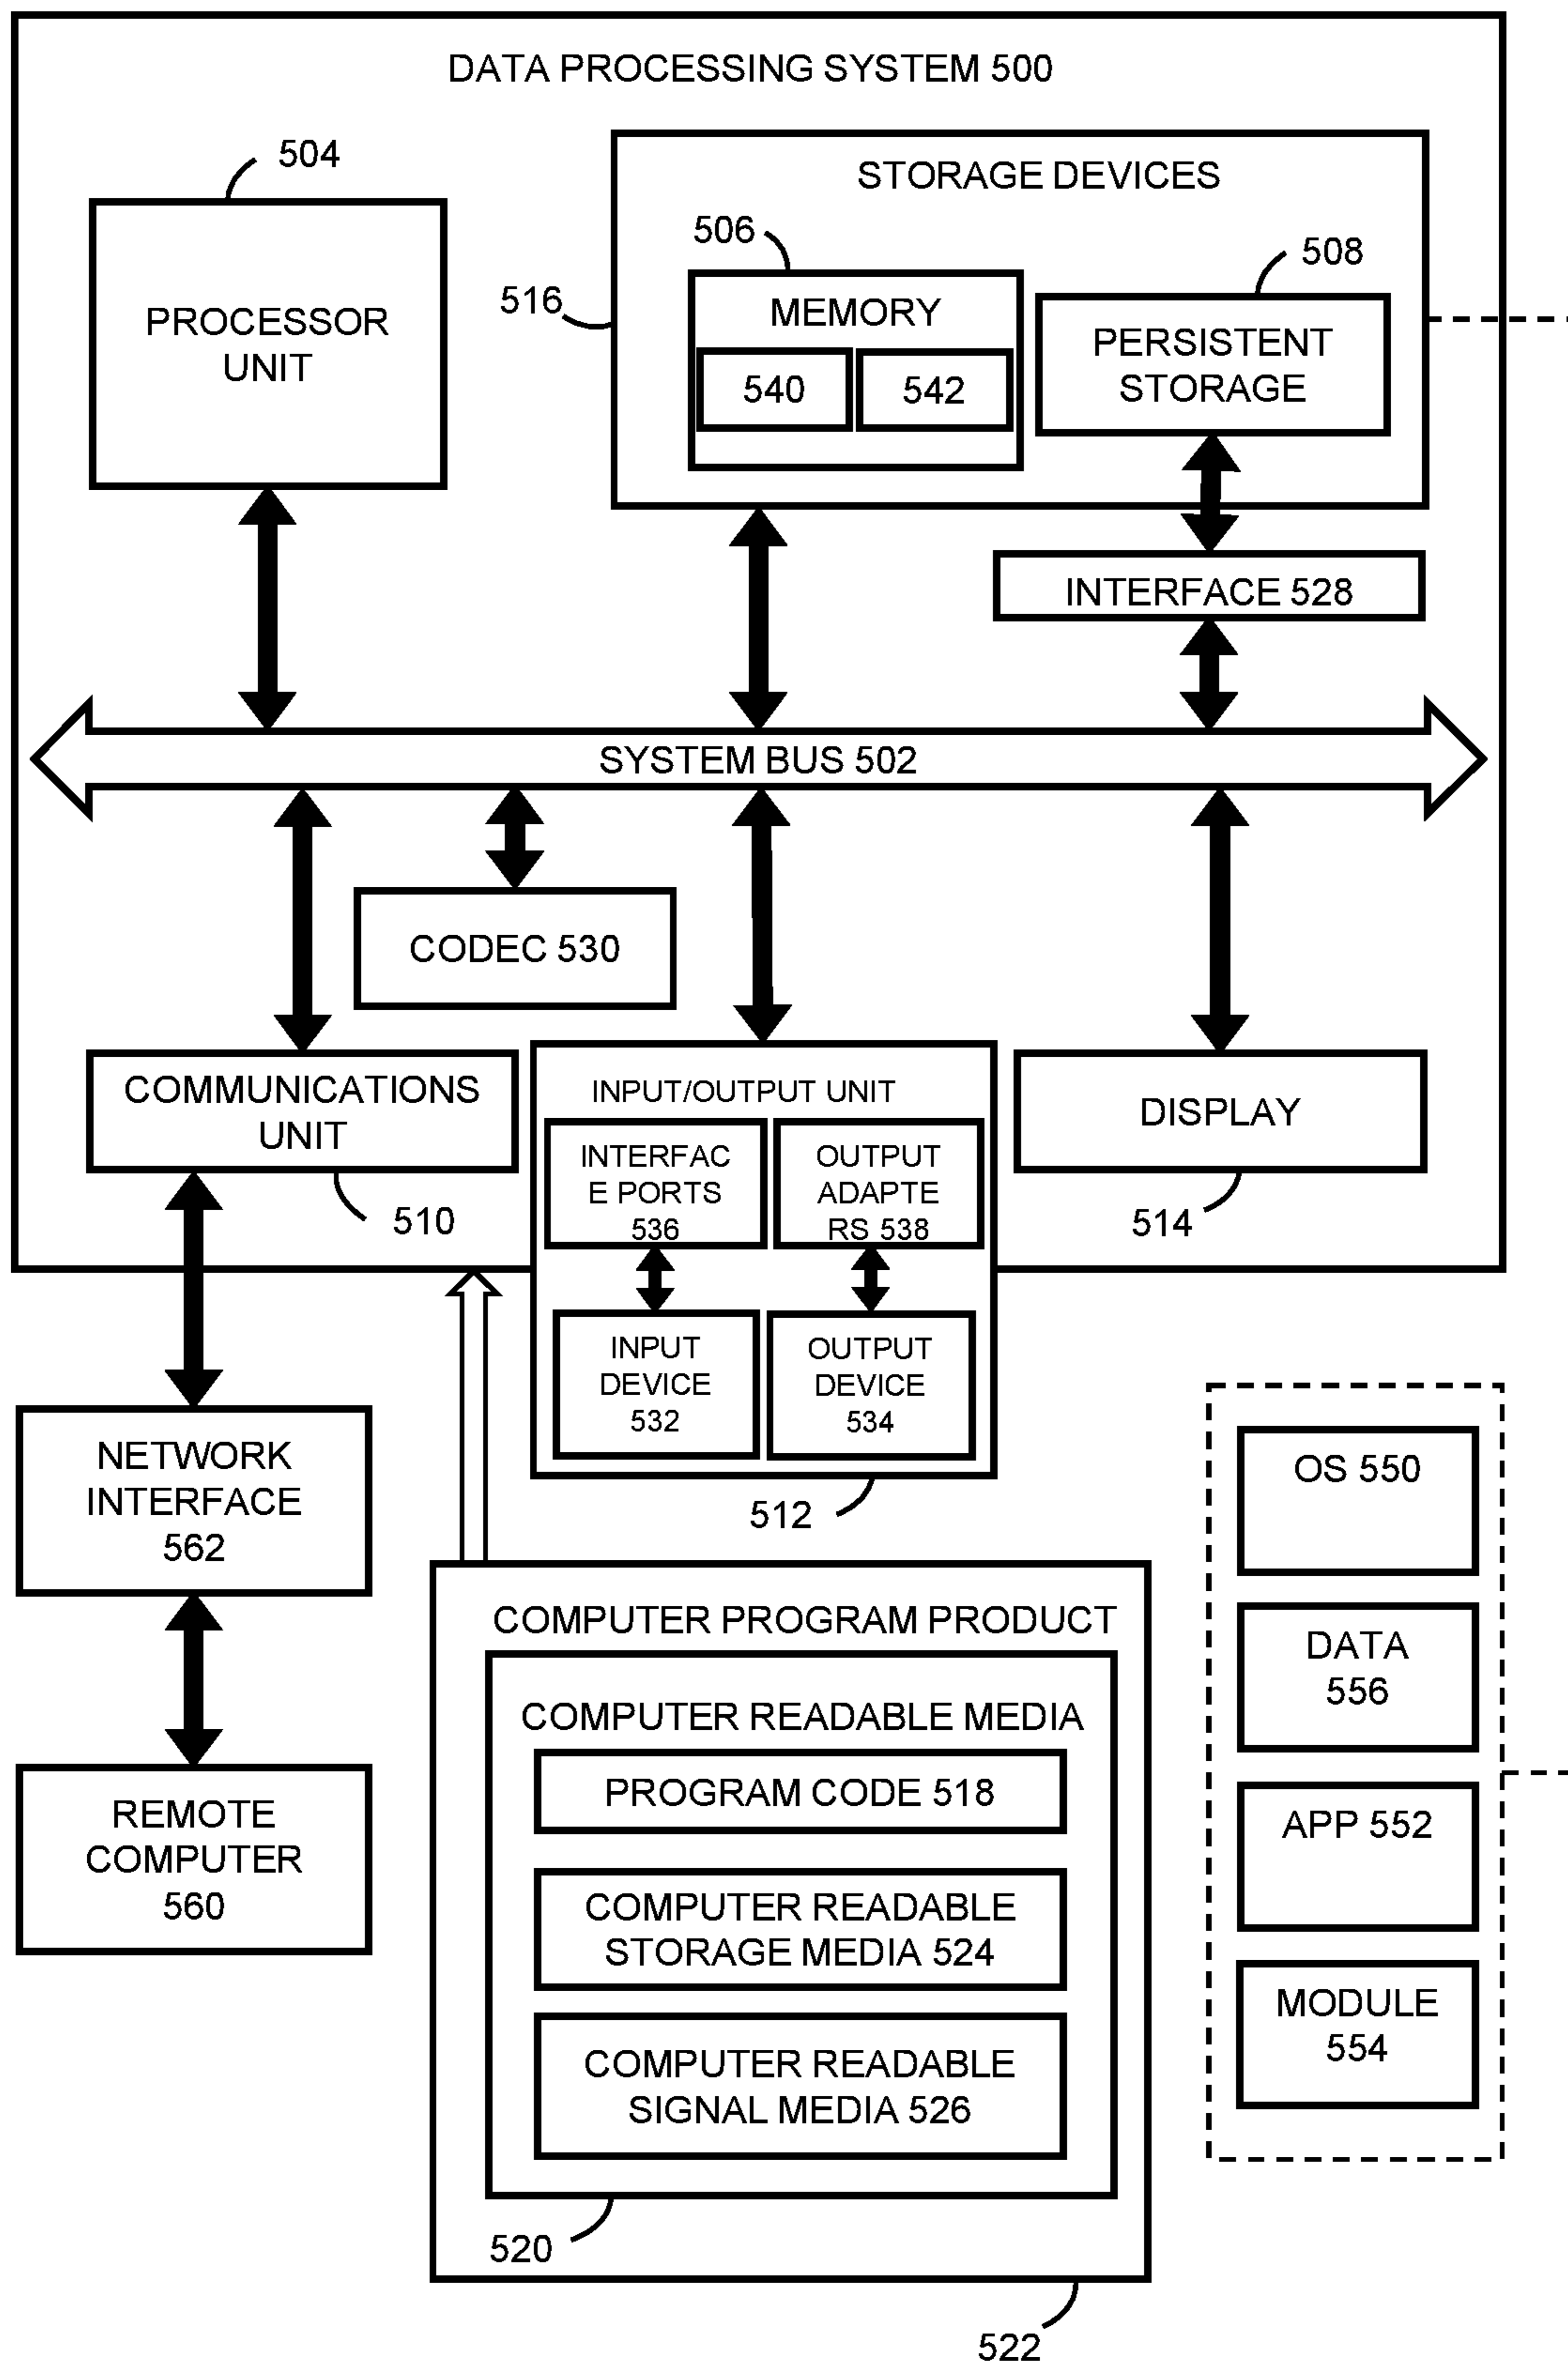 DATA PROCESSING SYSTEM 500
504
STORAGE DEVICES
506
508
516
PROCESSOR
UNIT
MEMORY
540
542
PERSISTENT
STORAGE
INTERFACE 528
SYSTEM BUS 502
CODEC 530
COMMUNICATIONS
UNIT
510
INPUT/OUTPUT UNIT
INTERFAC
E PORTS
536
OUTPUT
ADAPTE
RS 538
DISPLAY
514
INPUT
DEVICE
532
OUTPUT
DEVICE
534
512
NETWORK
INTERFACE
562
REMOTE
COMPUTER
560
COMPUTER PROGRAM PRODUCT
COMPUTER READABLE MEDIA
PROGRAM CODE 518
COMPUTER READABLE
STORAGE MEDIA 524
COMPUTER READABLE
SIGNAL MEDIA 526
520
522
OS 550
DATA
556
APP 552
MODULE
554